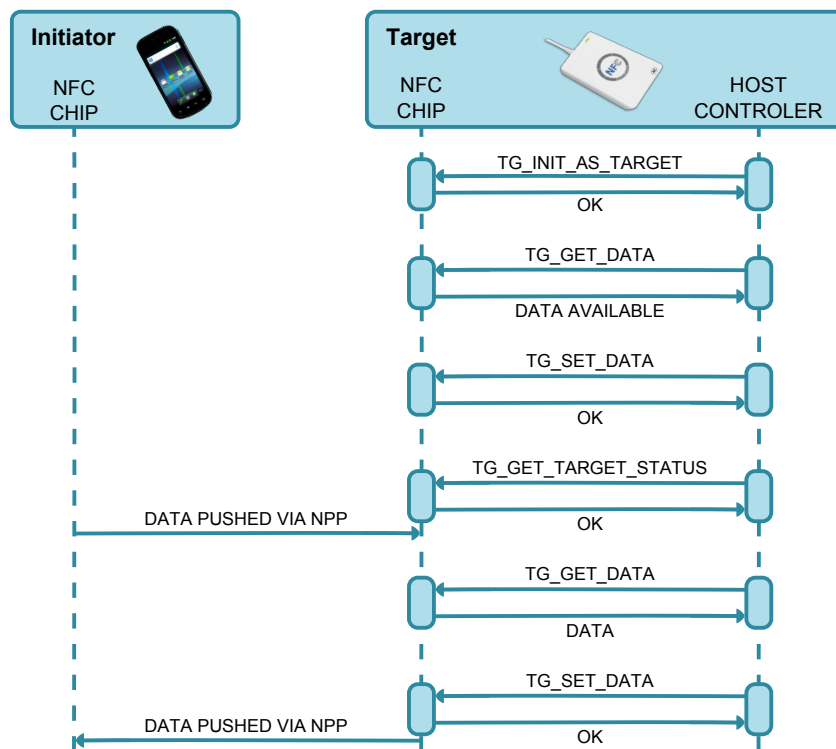 Initiator
Target
NFC
CHIP
NFC
CHIP
NFC
HOST
CONTROLER
TG_INIT_AS_TARGET
OK
TG_GET_DATA
DATA AVAILABLE
TG_SET_DATA
OK
TG_GET_TARGET_STATUS
OK
DATA PUSHED VIA NPP
TG_GET_DATA
DATA
TG_SET_DATA
OK
DATA PUSHED VIA NPP